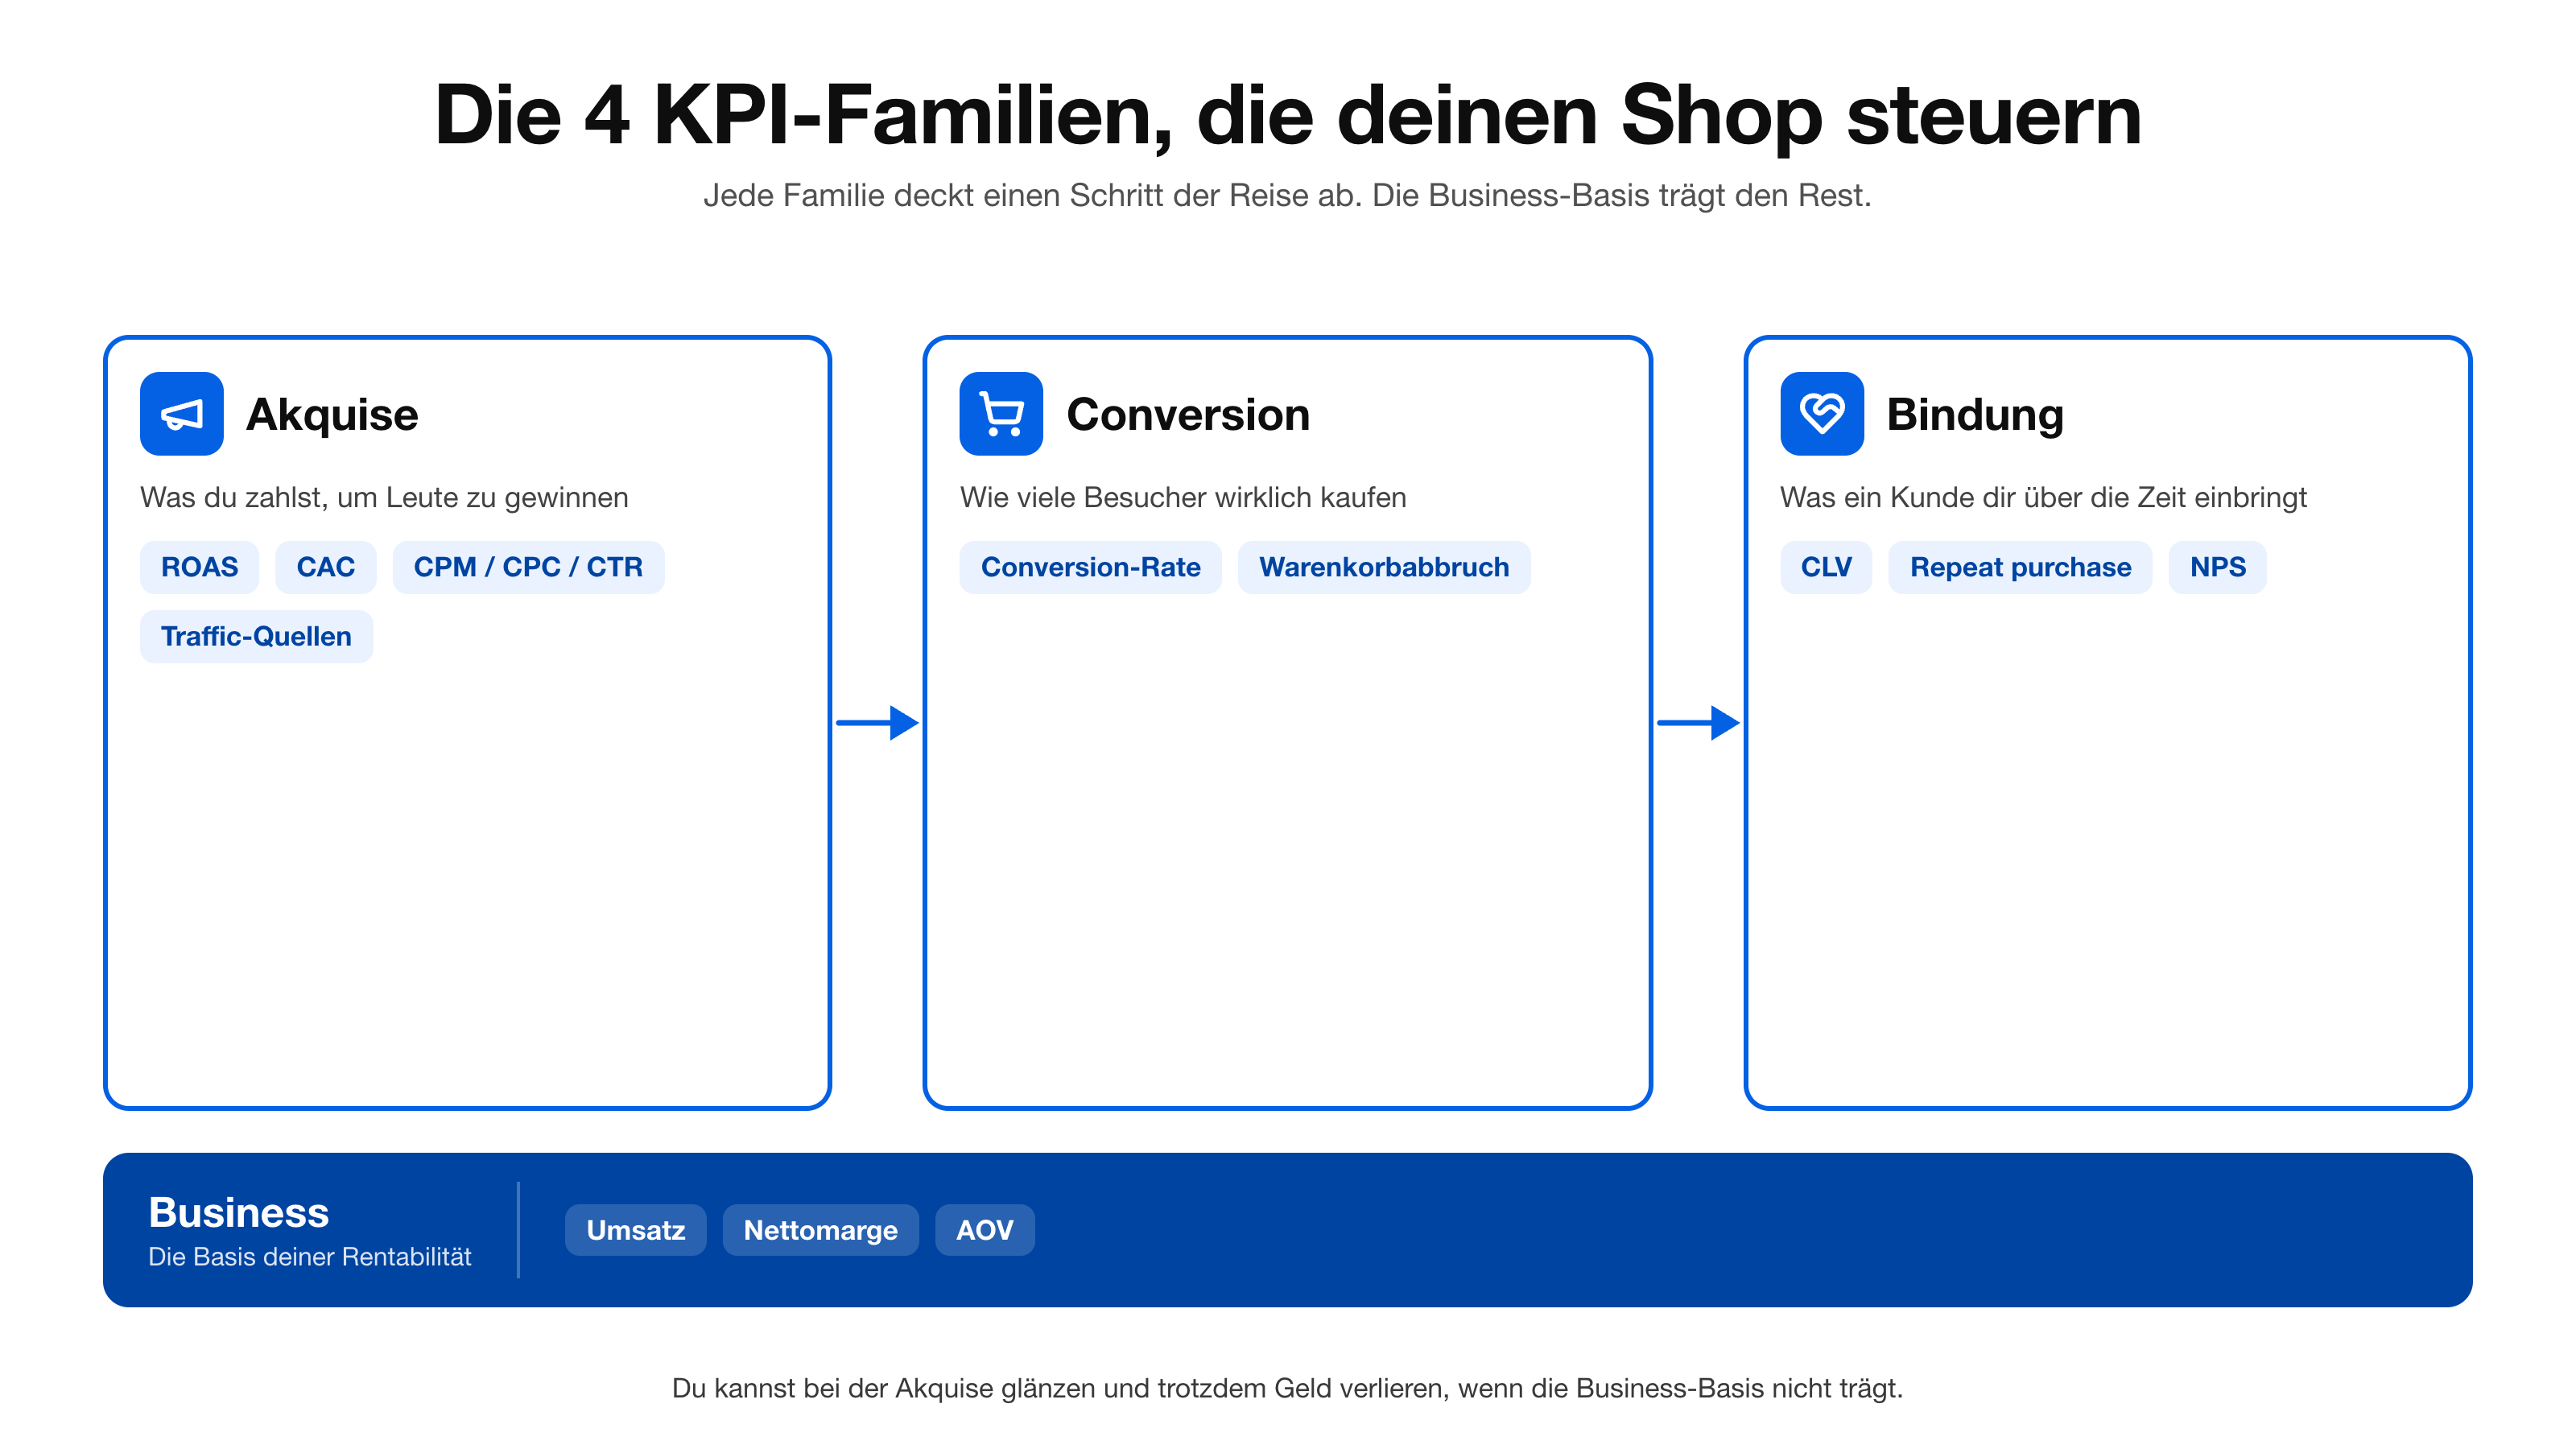 Die 4 KPI-Familien, die deinen Shop steuern
Jede Familie deckt einen Schritt der Reise ab. Die Business-Basis trägt den Rest.
Akquise
Was du zahlst, um Leute zu gewinnen
ROAS CAC CPM / CPC / CTR
Traffic-Quellen
Conversion
Wie viele Besucher wirklich kaufen
Conversion-Rate Warenkorbabbruch
Bindung
Was ein Kunde dir über die Zeit einbringt
CLV Repeat purchase NPS
Business
Die Basis deiner Rentabilität
Umsatz Nettomarge AOV
Du kannst bei der Akquise glänzen und trotzdem Geld verlieren, wenn die Business-Basis nicht trägt.